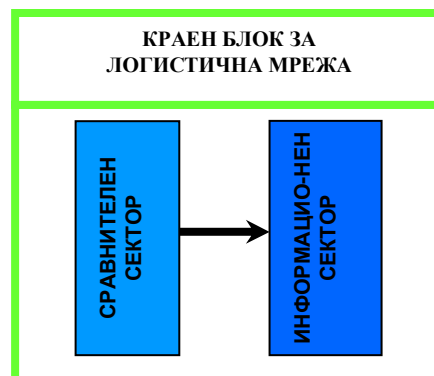 КРАЕН БЛОК ЗА
ЛОГИСТИЧНА МРЕЖА
СРАВНИТЕЛЕН
СЕКТОР
ИНФОРМАЦИО-НЕН
СЕКТОР